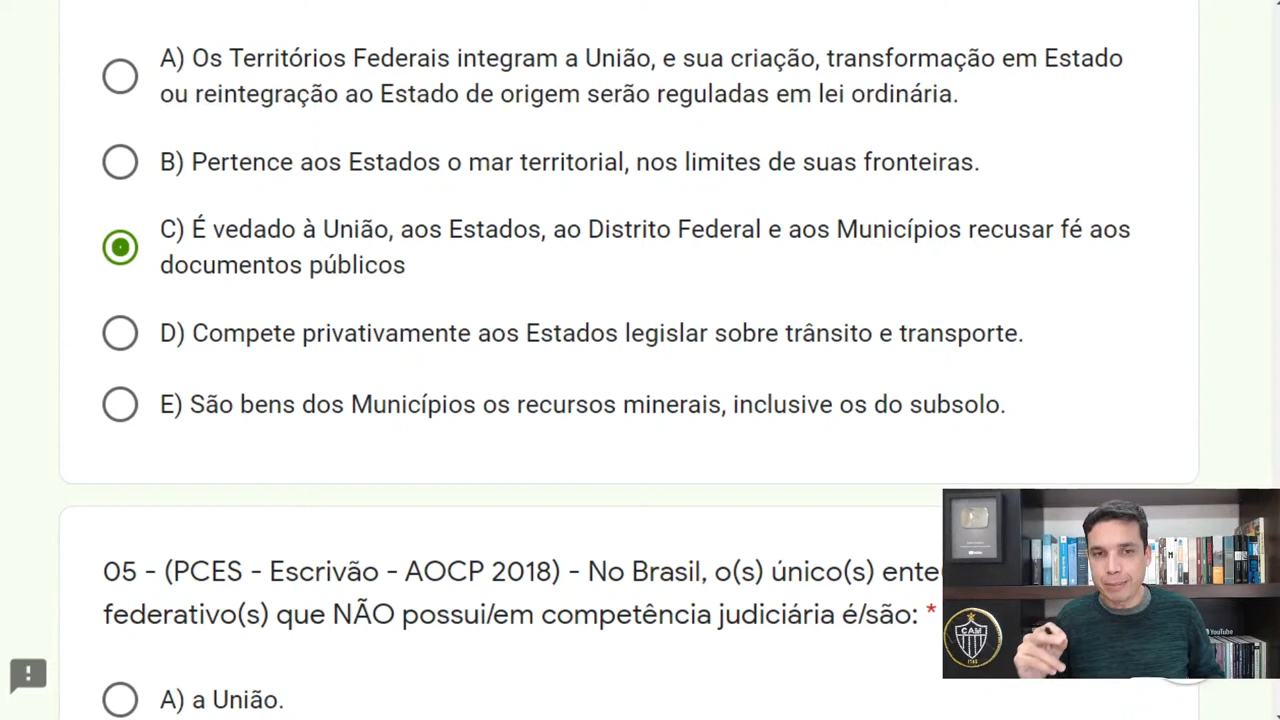 A) Os Territórios Federais integram a União, e sua criação, transformação em Estado
ou reintegração ao Estado de origem serão reguladas em lei ordinária.
B) Pertence aos Estados o mar territorial, nos limites de suas fronteiras.
C) É vedado à União, aos Estados, ao Distrito Federal e aos Municípios recusar fé aos
documentos públicos
D) Compete privativamente aos Estados legislar sobre trânsito e transporte.
E) São bens dos Municípios os recursos minerais, inclusive os do subsolo.
05 - (PCES - Escrivão - AOCP 2018) - No Brasil, o(s) único(s) ente
federativo(s) que NÃO possui/em competência judiciária é/são: *
CAM
YouTube
A) a União.